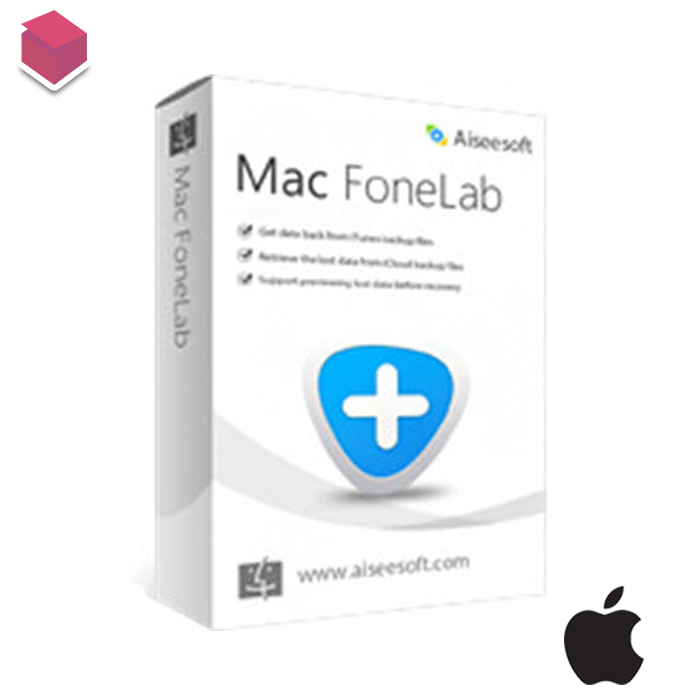 Aiseesoft
Mac FoneLab
Get data back from iTunes backup files
Retrieve the lost data from iCloud backup files
Support previewing lost data before recovery
www.aiseesoft.com
Mac FoneLab